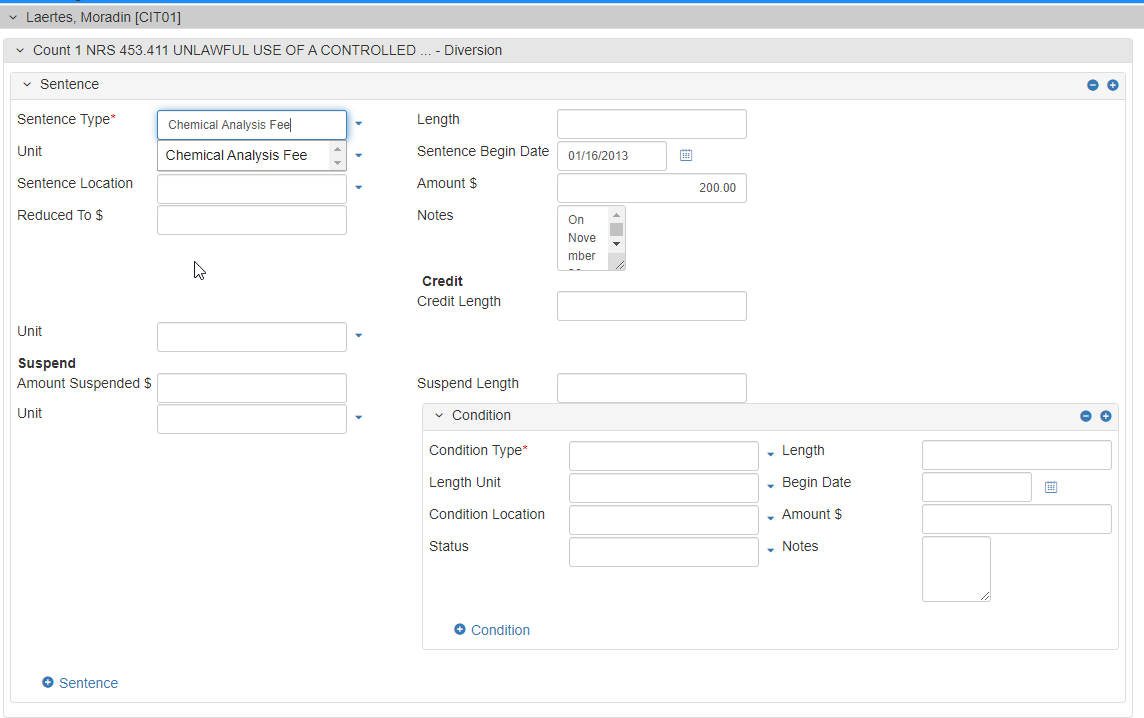 Laertes, Moradin [CIT01]
Count 1 NRS 453.411 UNLAWFUL USE OF A CONTROLLED ... - Diversion
Sentence
Sentence Type* Chemical Analysis Fee Length
Unit Chemical Analysis Fee Sentence Begin Date 01/16/2013
Sentence Location Amount $ 200.00
Reduced To $ Notes On
Nove
mber
Credit
Credit Length
Unit
Suspend
Amount Suspended $ Suspend Length
Unit
Condition
Condition Type* Length
Length Unit Begin Date
Condition Location Amount $
Status Notes
Condition
Sentence